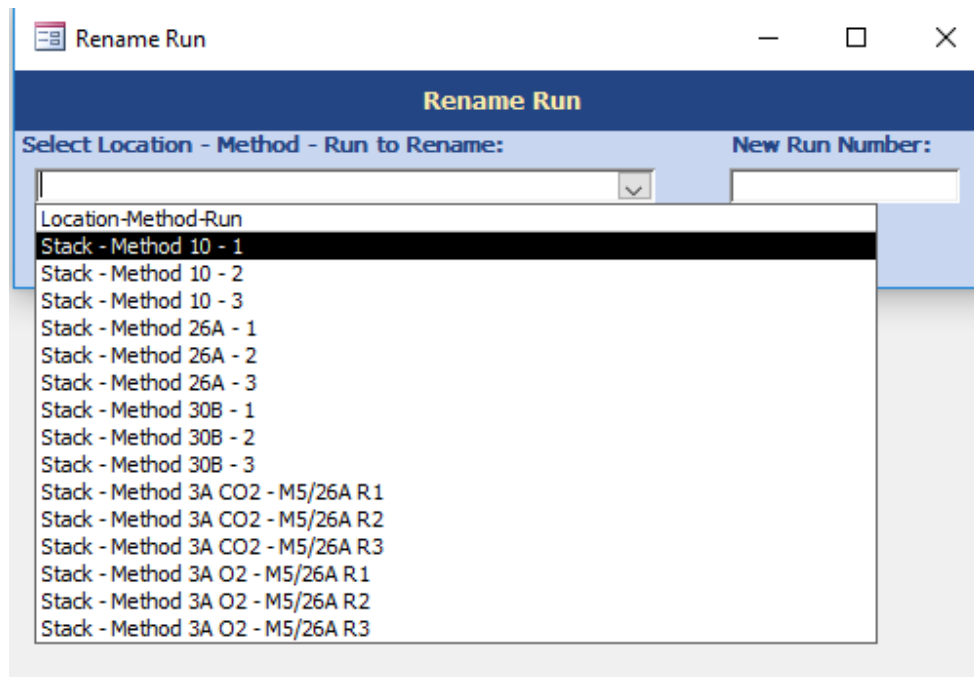 Rename Run
Rename Run
Select Location - Method - Run to Rename:
New Run Number:
Location-Method-Run
Stack - Method 10 - 1
Stack - Method 10 - 2
Stack - Method 10 - 3
Stack - Method 26A - 1
Stack - Method 26A - 2
Stack - Method 26A - 3
Stack - Method 30B - 1
Stack - Method 30B - 2
Stack - Method 30B - 3
Stack - Method 3A CO2 - M5/26A R1
Stack - Method 3A CO2 - M5/26A R2
Stack - Method 3A CO2 - M5/26A R3
Stack - Method 3A O2 - M5/26A R1
Stack - Method 3A O2 - M5/26A R2
Stack - Method 3A O2 - M5/26A R3